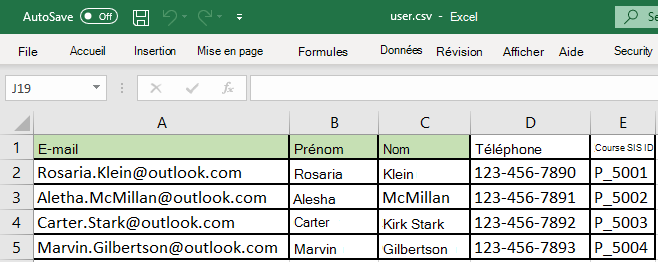 AutoSave Off user.csv - Excel Se
File Accueil Insertion Mise en page Formules Données Révision Afficher Aide Security
J19 fx
A B C D E
1 E-mail Prénom Nom Téléphone Course SIS ID
2 Rosaria.Klein@outlook.com Rosaria Klein 123-456-7890 P_5001
3 Aletha.McMillan@outlook.com Alesha McMillan 123-456-7891 P_5002
4 Carter.Stark@outlook.com Carter Kirk Stark 123-456-7892 P_5003
5 Marvin.Gilbertson@outlook.com Marvin Gilbertson 123-456-7893 P_5004